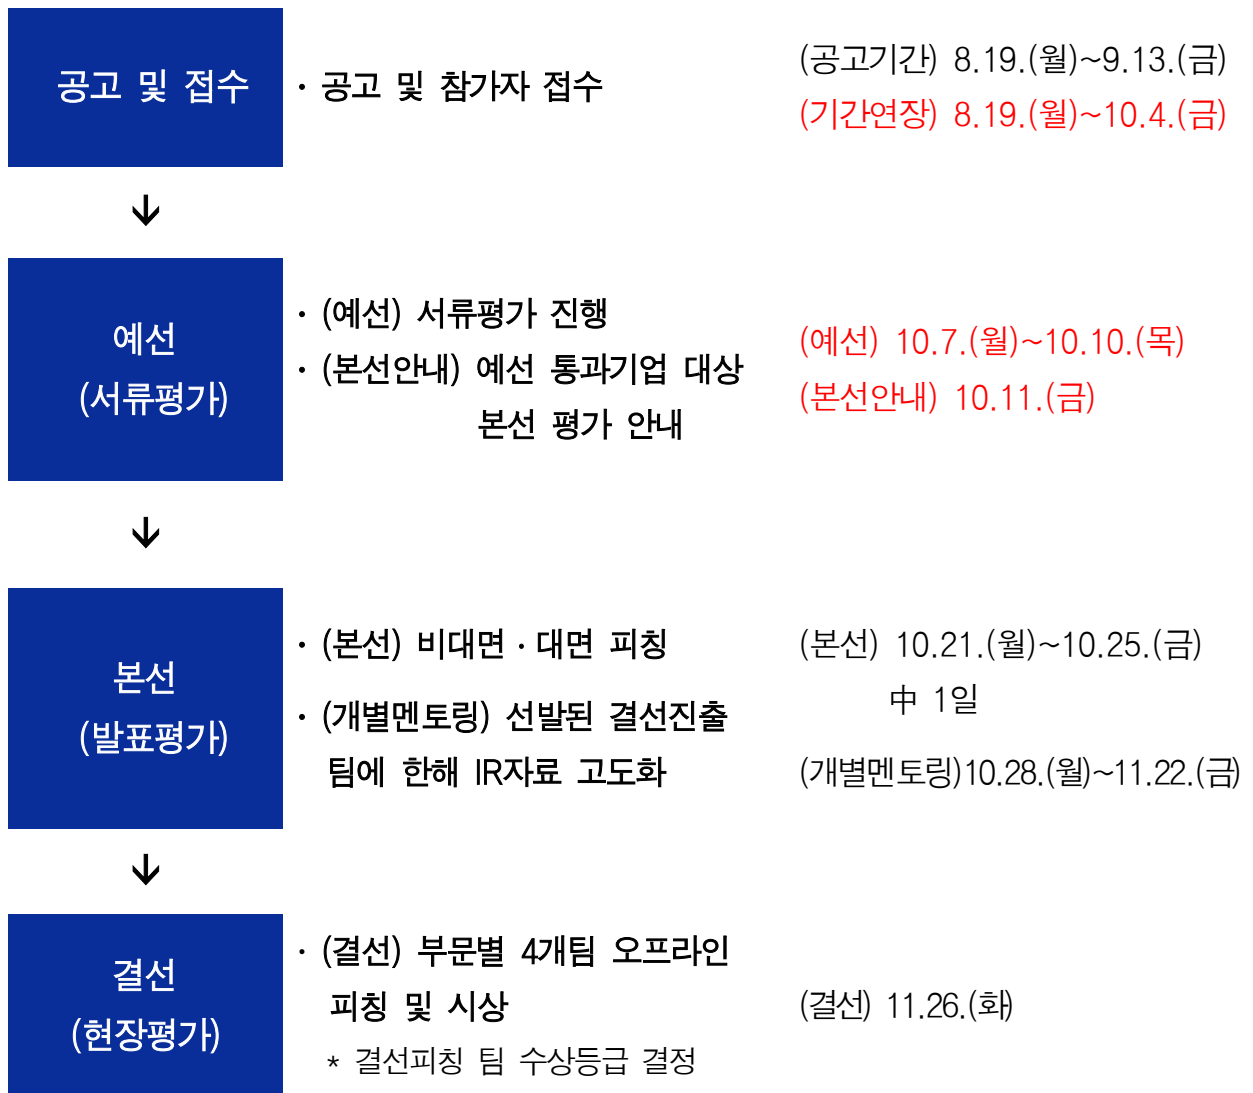 공고 및 접수
· 공고 및 참가자 접수
(공고기간) 8.19.(월)~9.13.(금)
(기간연장) 8.19.(월)~10.4.(금)
↓
예선
(서류평가)
· (예선) 서류평가 진행
· (본선안내) 예선 통과기업 대상
본선 평가 안내
(예선) 10.7.(월)~10.10.(목)
(본선안내) 10.11.(금)
↓
본선
(발표평가)
· (본선) 비대면·대면 피칭
· (개별멘토링) 선발된 결선진출
팀에 한해 IR자료 고도화
(본선) 10.21.(월)~10.25.(금)
中 1일
(개별멘토링)10.28.(월)~11.22.(금)
↓
결선
(현장평가)
· (결선) 부문별 4개팀 오프라인
피칭 및 시상
* 결선피칭 팀 수상등급 결정
(결선) 11.26.(화)